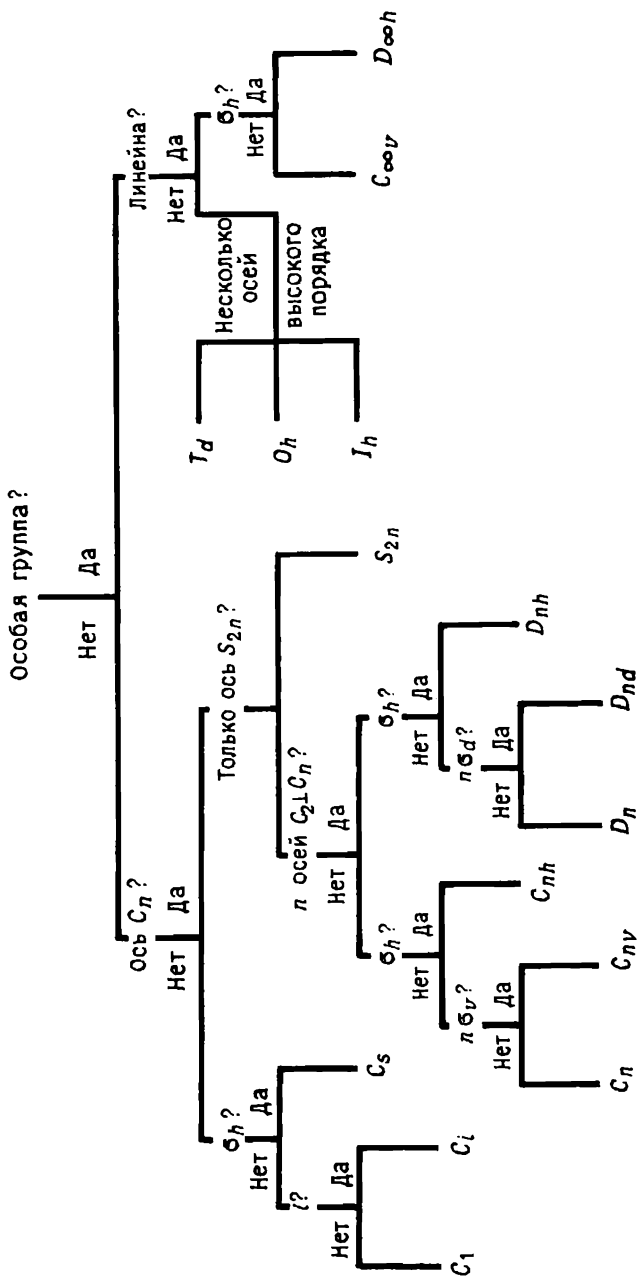 Особая группа?
Нет Да
ось Cₙ?
Нет Да
Линейна?
Нет Да
σh?
Нет Да
i?
Нет Да
C₁
Ci
Cs
Только ось S₂ₙ?
n осей C₂⊥Cₙ?
Нет Да
σh?
Нет Да
nσv?
Нет Да
Cn
Cnv
Cnh
σh?
Нет Да
nσd?
Нет Да
Dn
Dnd
Dnh
S₂ₙ
Несколько
осей
высокого
порядка
Td
Oh
Ih
σh?
Нет Да
C∞v
D∞h